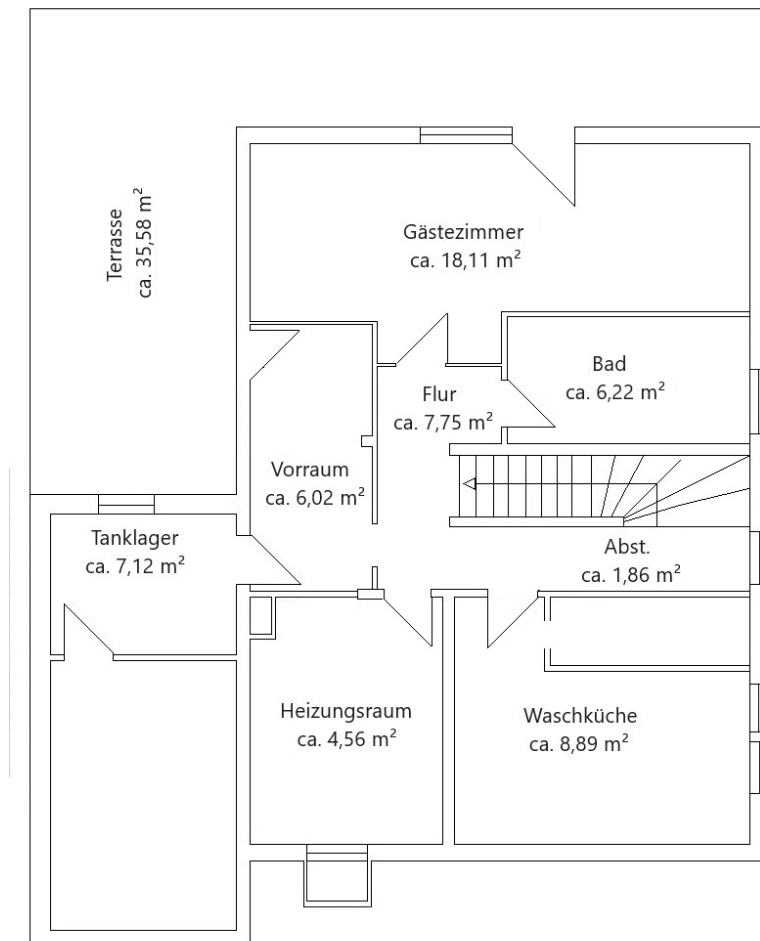 Terrasse
ca. 35,58 m²
Gästezimmer
ca. 18,11 m²
Bad
ca. 6,22 m²
Flur
ca. 7,75 m²
Vorraum
ca. 6,02 m²
Tanklager
ca. 7,12 m²
Abst.
ca. 1,86 m²
Heizungsraum
ca. 4,56 m²
Waschküche
ca. 8,89 m²